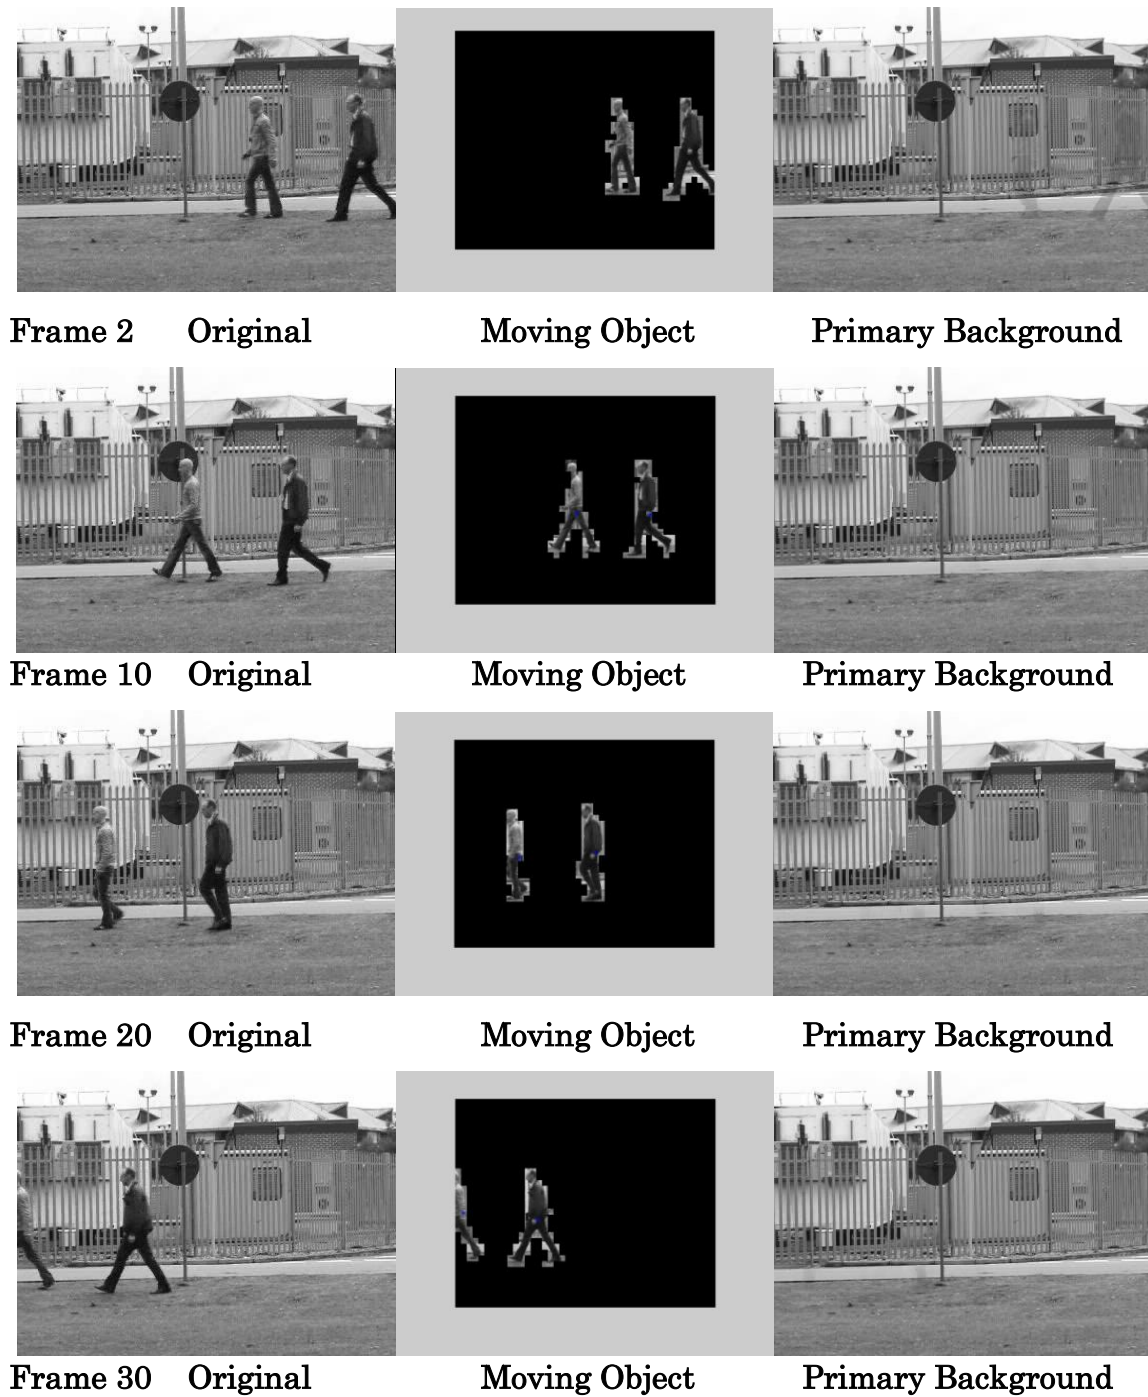 Frame 2 Original Moving Object Primary Background
Frame 10 Original Moving Object Primary Background
Frame 20 Original Moving Object Primary Background
Frame 30 Original Moving Object Primary Background